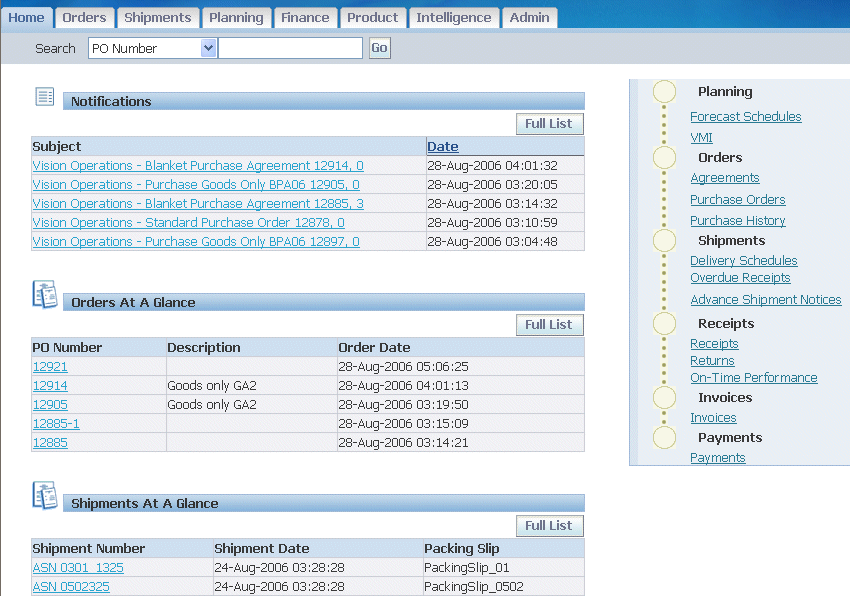 Home Orders Shipments Planning Finance Product Intelligence Admin
Search PO Number Go
Notifications
Full List
Subject Date
Vision Operations - Blanket Purchase Agreement 12914, 0 28-Aug-2006 04:01:32
Vision Operations - Purchase Goods Only BPA06 12905, 0 28-Aug-2006 03:20:05
Vision Operations - Blanket Purchase Agreement 12885, 3 28-Aug-2006 03:14:32
Vision Operations - Standard Purchase Order 12878, 0 28-Aug-2006 03:10:59
Vision Operations - Purchase Goods Only BPA06 12897, 0 28-Aug-2006 03:04:48
Orders At A Glance
Full List
PO Number Description Order Date
12921 28-Aug-2006 05:06:25
12914 Goods only GA2 28-Aug-2006 04:01:13
12905 Goods only GA2 28-Aug-2006 03:19:50
12885-1 28-Aug-2006 03:15:09
12885 28-Aug-2006 03:14:21
Shipments At A Glance
Full List
Shipment Number Shipment Date Packing Slip
ASN 0301_1325 24-Aug-2006 03:28:28 PackingSlip_01
ASN 0502325 24-Aug-2006 03:28:28 PackingSlip_0502
Planning
Forecast Schedules
VMI
Orders
Agreements
Purchase Orders
Purchase History
Shipments
Delivery Schedules
Overdue Receipts
Advance Shipment Notices
Receipts
Receipts
Returns
On-Time Performance
Invoices
Invoices
Payments
Payments